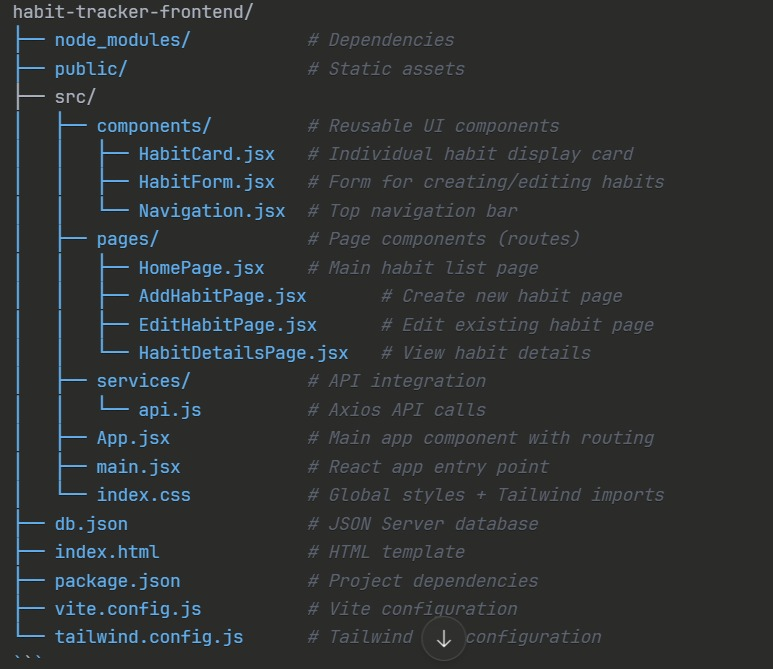 habit-tracker-frontend/
├── node_modules/           # Dependencies
├── public/                 # Static assets
├── src/
│   ├── components/         # Reusable UI components
│   │   ├── HabitCard.jsx   # Individual habit display card
│   │   ├── HabitForm.jsx   # Form for creating/editing habits
│   │   └── Navigation.jsx  # Top navigation bar
│   ├── pages/              # Page components (routes)
│   │   ├── HomePage.jsx    # Main habit list page
│   │   ├── AddHabitPage.jsx       # Create new habit page
│   │   ├── EditHabitPage.jsx      # Edit existing habit page
│   │   └── HabitDetailsPage.jsx   # View habit details
│   ├── services/           # API integration
│   │   └── api.js          # Axios API calls
│   ├── App.jsx             # Main app component with routing
│   ├── main.jsx            # React app entry point
│   └── index.css           # Global styles + Tailwind imports
├── db.json                 # JSON Server database
├── index.html              # HTML template
├── package.json            # Project dependencies
├── vite.config.js          # Vite configuration
└── tailwind.config.js      # Tailwind configuration
```